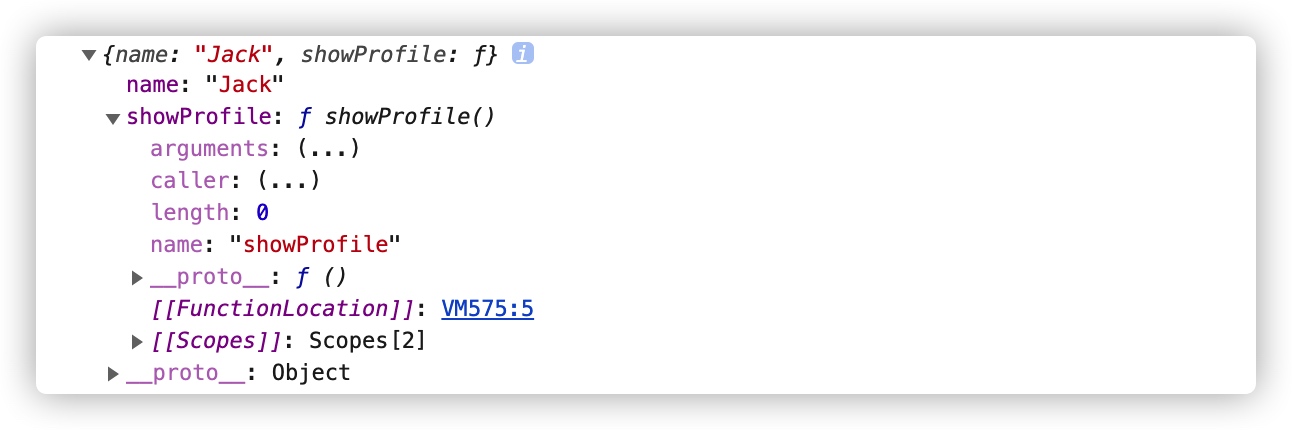 {name: "Jack", showProfile: ƒ} i
name: "Jack"
showProfile: ƒ showProfile()
arguments: (...)
caller: (...)
length: 0
name: "showProfile"
__proto__: ƒ ()
[[FunctionLocation]]: VM575:5
[[Scopes]]: Scopes[2]
__proto__: Object